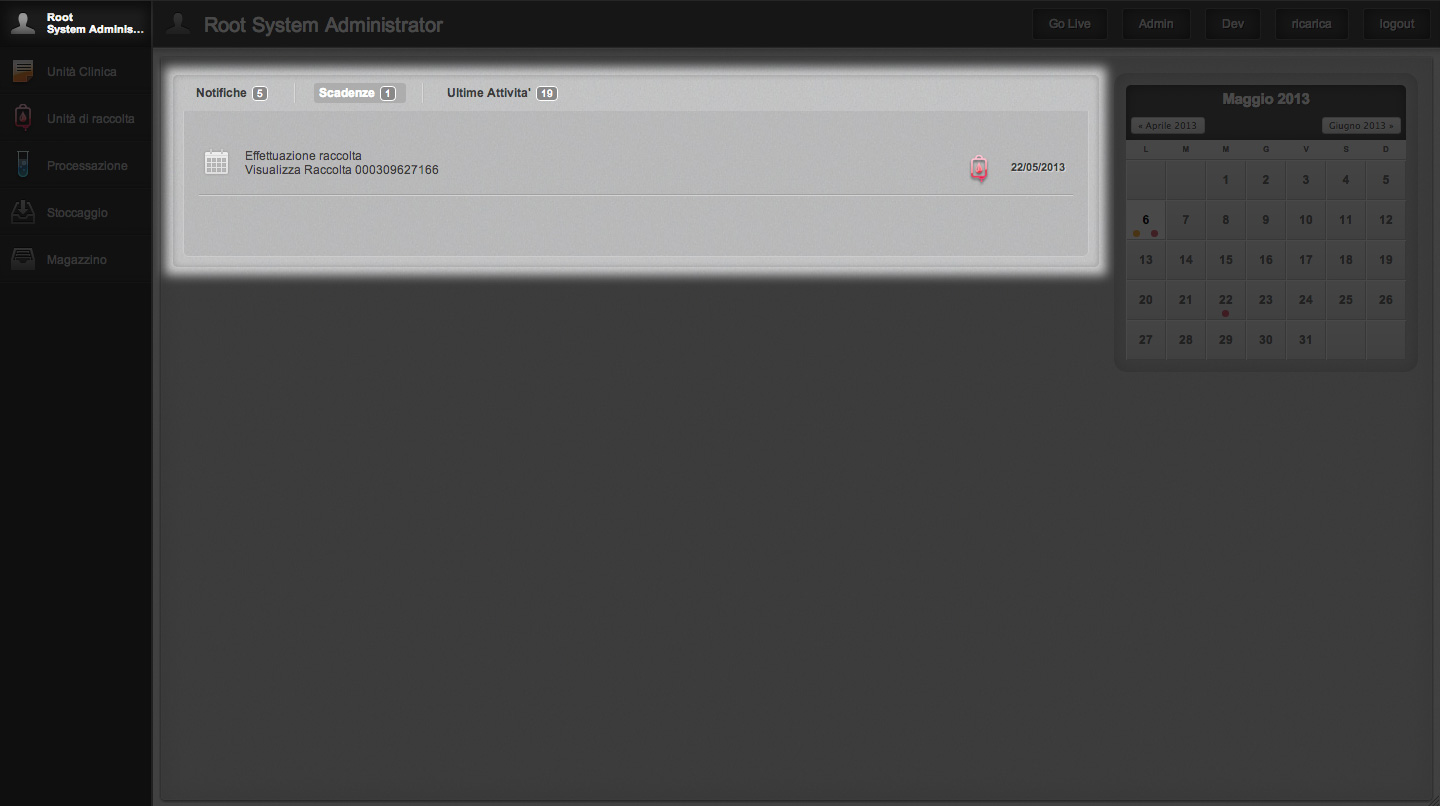 Root
System Adminis...
Unità Clinica
Unità di raccolta
Processazione
Stoccaggio
Magazzino
Root System Administrator
Go Live Admin Dev ricarica logout
Notifiche 5 Scadenze 1 Ultime Attivita' 19
Effettuazione raccolta
Visualizza Raccolta 000309627166
22/05/2013
Maggio 2013
« Aprile 2013 Giugno 2013 »
L M M G V S D
1 2 3 4 5
6 7 8 9 10 11 12
13 14 15 16 17 18 19
20 21 22 23 24 25 26
27 28 29 30 31